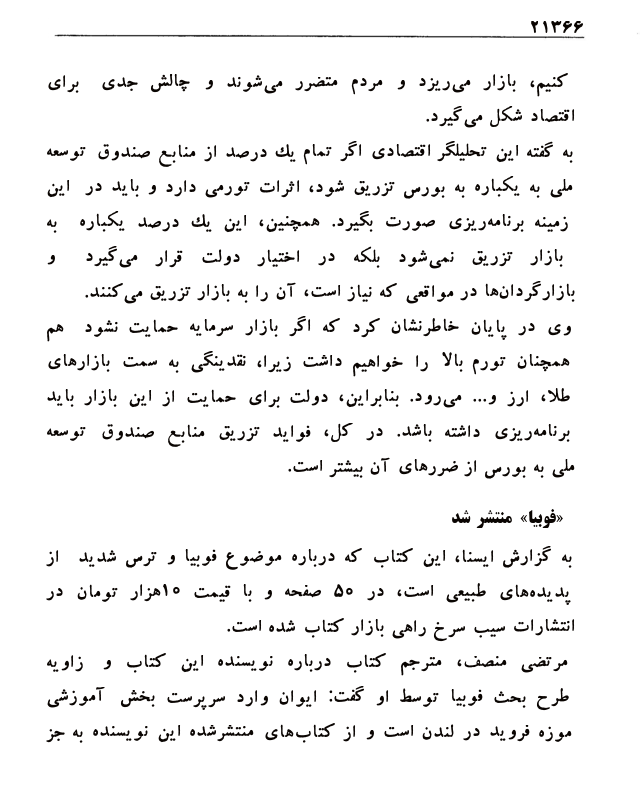 ۲۱۳۶۶
کنیم، بازار می‌ریزد و مردم متضرر می‌شوند و چالش جدی برای
اقتصاد شکل می‌گیرد.
به گفته این تحلیلگر اقتصادی اگر تمام یك درصد از منابع صندوق توسعه
ملی به یکباره به بورس تزریق شود، اثرات تورمی دارد و باید در این
زمینه برنامه‌ریزی صورت بگیرد. همچنین، این یك درصد یکباره به
بازار تزریق نمی‌شود بلکه در اختیار دولت قرار می‌گیرد و
بازارگردان‌ها در مواقعی که نیاز است، آن را به بازار تزریق می‌کنند.
وی در پایان خاطرنشان کرد که اگر بازار سرمایه حمایت نشود هم
همچنان تورم بالا را خواهیم داشت زیرا، نقدینگی به سمت بازارهای
طلا، ارز و... می‌رود. بنابراین، دولت برای حمایت از این بازار باید
برنامه‌ریزی داشته باشد. در کل، فواید تزریق منابع صندوق توسعه
ملی به بورس از ضررهای آن بیشتر است.
«فوبیا» منتشر شد
به گزارش ایسنا، این کتاب که درباره موضوع فوبیا و ترس شدید از
پدیده‌های طبیعی است، در ۵۰ صفحه و با قیمت ۱۰هزار تومان در
انتشارات سیب سرخ راهی بازار کتاب شده است.
مرتضی منصف، مترجم کتاب درباره نویسنده این کتاب و زاویه
طرح بحث فوبیا توسط او گفت: ایوان وارد سرپرست بخش آموزشی
موزه فروید در لندن است و از کتاب‌های منتشرشده این نویسنده به جز